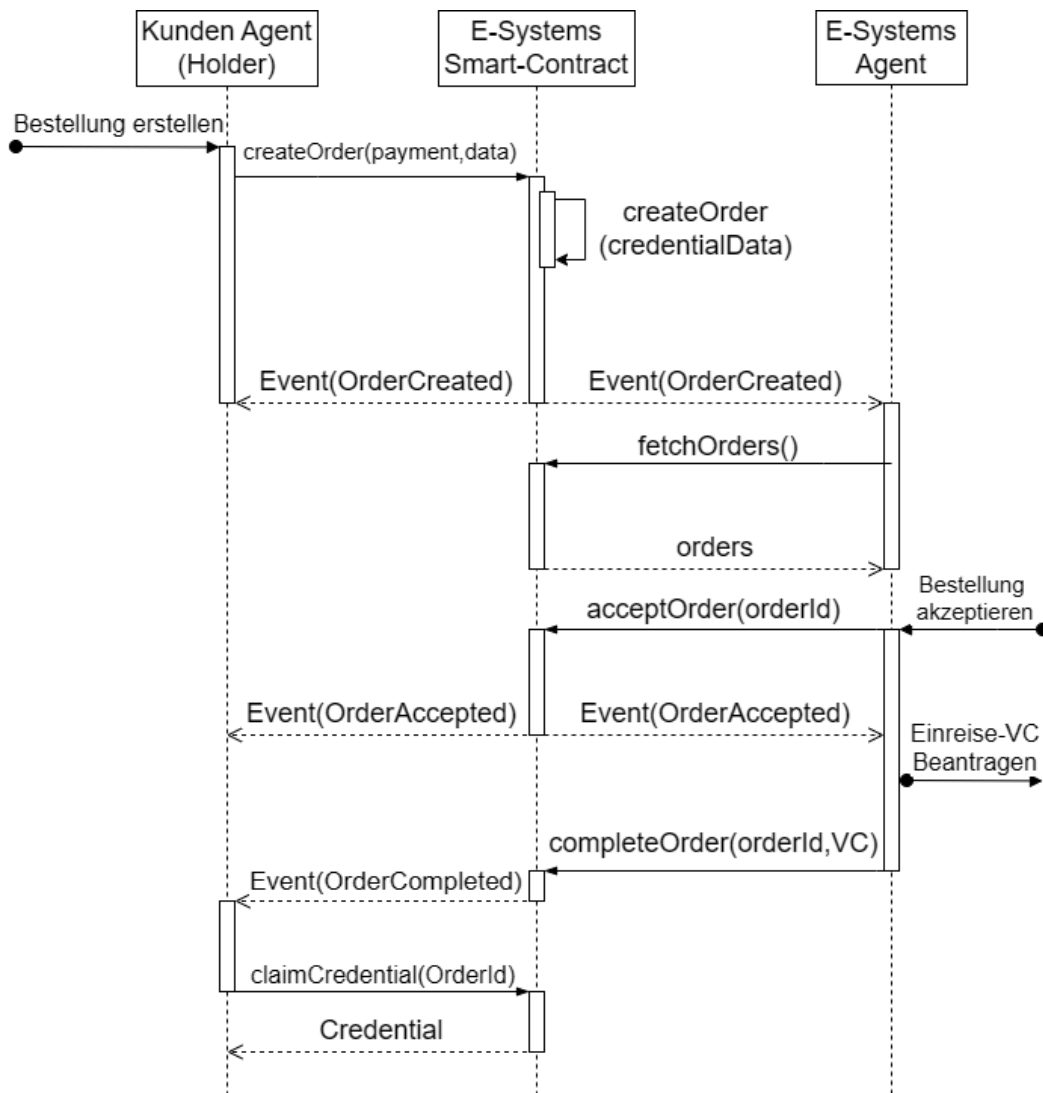 Kunden Agent
(Holder)
E-Systems
Smart-Contract
E-Systems
Agent
Bestellung erstellen
createOrder(payment,data)
createOrder
(credentialData)
Event(OrderCreated)
Event(OrderCreated)
fetchOrders()
orders
Bestellung
akzeptieren
acceptOrder(orderId)
Event(OrderAccepted)
Event(OrderAccepted)
Einreise-VC
Beantragen
completeOrder(orderId,VC)
Event(OrderCompleted)
claimCredential(OrderId)
Credential